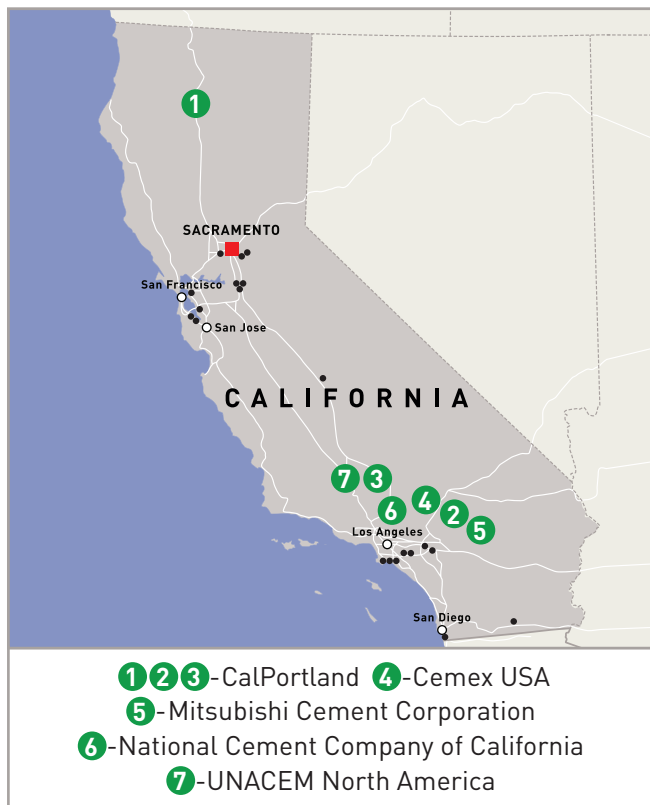 1
SACRAMENTO
San Francisco
San Jose
CALIFORNIA
7 3
4
6 2
5
Los Angeles
San Diego
1 2 3-CalPortland 4-Cemex USA
5-Mitsubishi Cement Corporation
6-National Cement Company of California
7-UNACEM North America